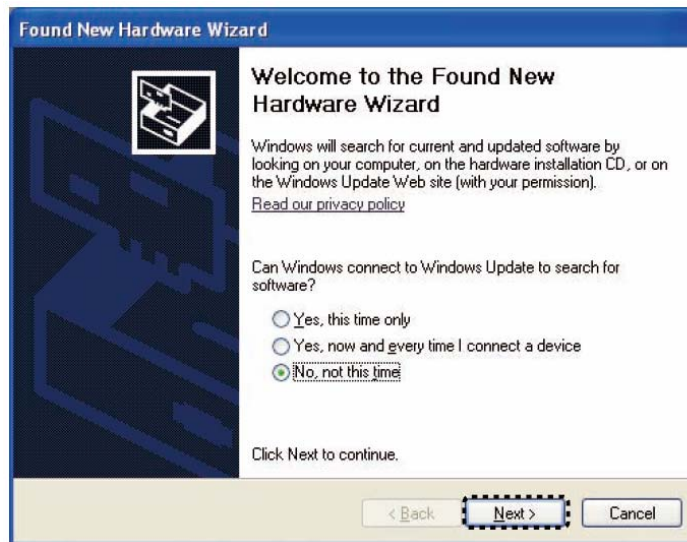 Found New Hardware Wizard
Welcome to the Found New
Hardware Wizard
Windows will search for current and updated software by
looking on your computer, on the hardware installation CD, or on
the Windows Update Web site (with your permission).
Read our privacy policy
Can Windows connect to Windows Update to search for
software?
Yes, this time only
Yes, now and every time I connect a device
No, not this time
Click Next to continue.
< Back Next > Cancel